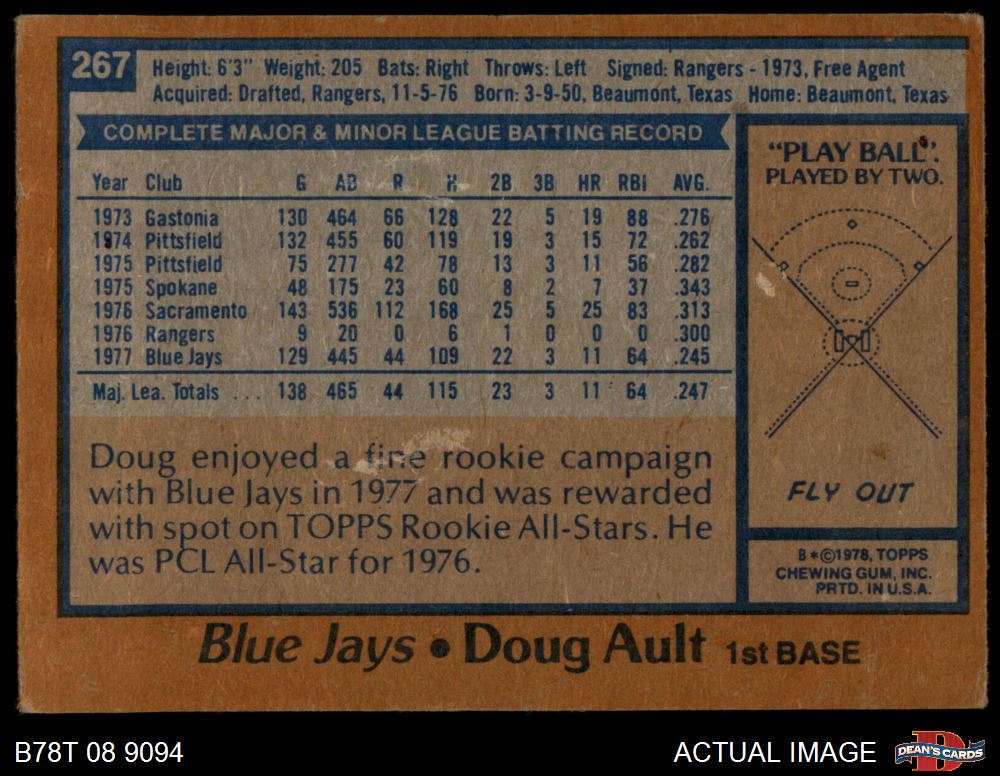 267
Height: 6'3" Weight: 205 Bats: Right Throws: Left Signed: Rangers - 1973, Free Agent
Acquired: Drafted, Rangers, 11-5-76 Born: 3-9-50, Beaumont, Texas Home: Beaumont, Texas
COMPLETE MAJOR & MINOR LEAGUE BATTING RECORD
Year Club G AB R H 2B 3B HR RBI AVG.
1973 Gastonia 130 464 66 128 22 5 19 88 .276
1974 Pittsfield 132 455 60 119 19 3 15 72 .262
1975 Pittsfield 75 277 42 78 13 3 11 56 .282
1975 Spokane 48 175 23 60 8 2 7 37 .343
1976 Sacramento 143 536 112 168 25 5 25 83 .313
1976 Rangers 9 20 0 6 1 0 0 0 .300
1977 Blue Jays 129 445 44 109 22 3 11 64 .245
Maj. Lea. Totals ... 138 465 44 115 23 3 11 64 .247
Doug enjoyed a fine rookie campaign
with Blue Jays in 1977 and was rewarded
with spot on TOPPS Rookie All-Stars. He
was PCL All-Star for 1976.
"PLAY BALL".
PLAYED BY TWO.
FLY OUT
B*©1978, TOPPS
CHEWING GUM, INC.
PRTD. IN U.S.A.
Blue Jays • Doug Ault 1st BASE
B78T 08 9094
ACTUAL IMAGE
DEAN'S CARDS